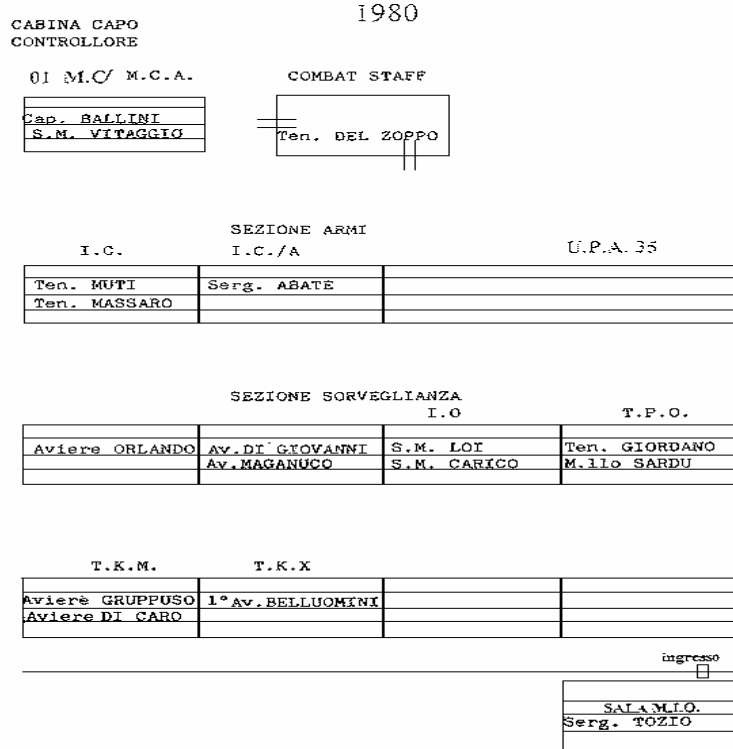 1980
CABINA CAPO
CONTROLLORE
01 M.C/ M.C.A.
COMBAT STAFF
Cap. BALLINI
S.M. VITAGGIO
Ten. DEL ZOPPO
SEZIONE ARMI
I.C. I.C./A U.P.A. 35
Ten. MUTI Serg. ABATE
Ten. MASSARO
SEZIONE SORVEGLIANZA
I.O T.P.O.
Aviere ORLANDO AV.DI GIOVANNI S.M. LOI Ten. GIORDANO
AV.MAGANUCO S.M. CARICO M.llo SARDU
T.K.M. T.K.X
Aviere GRUPPUSO 1° AV.BELLUOMINI
Aviere DI CARO
ingresso
SALA M.I.O.
Serg. TOZIO